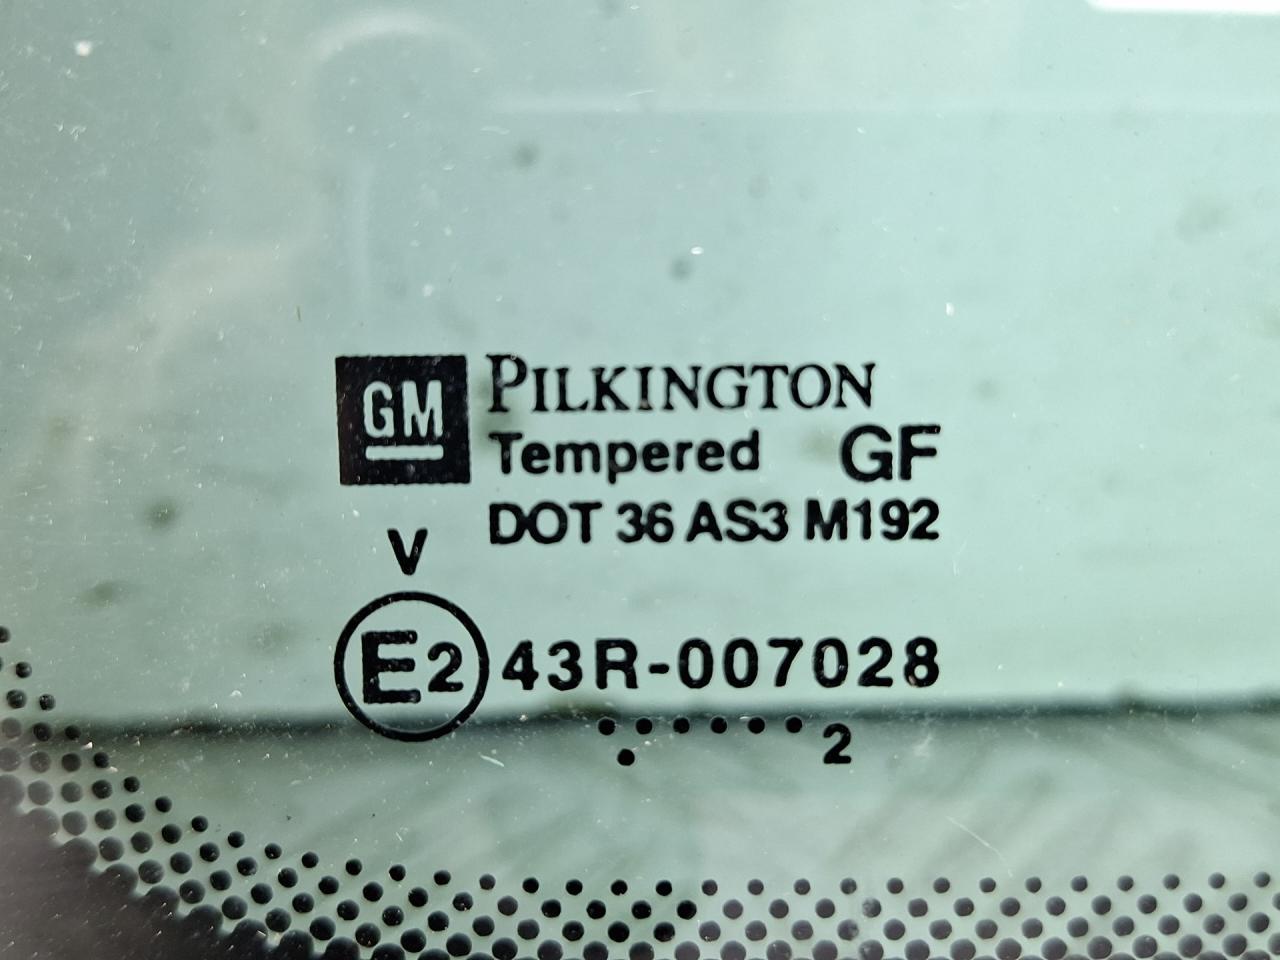 GM PILKINGTON
Tempered GF
DOT 36 AS3 M192
V
E2 43R-007028
2